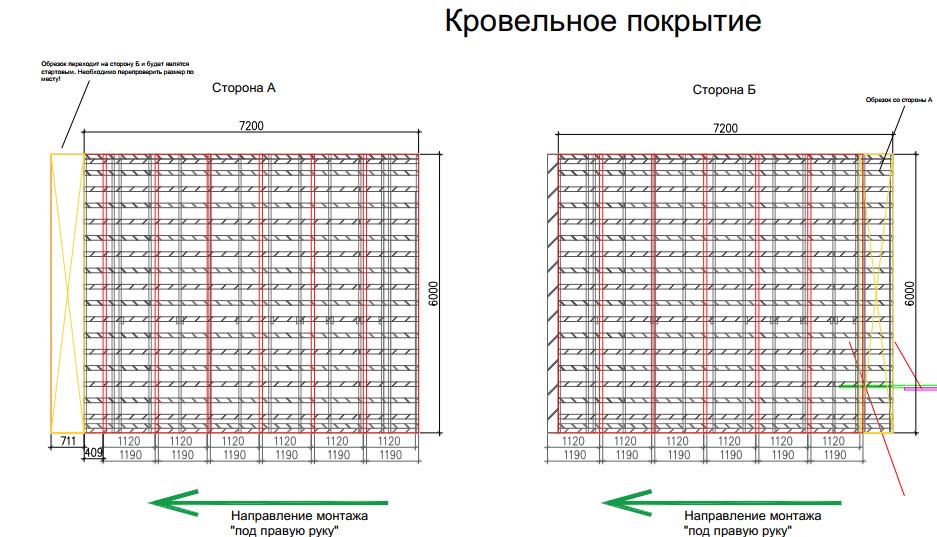 Кровельное покрытие
Обрезок переходит на сторону Б и будет являтся
стартовым. Необходимо перепроверить размер по
месту!
Сторона А
Сторона Б
Обрезок со стороны А
7200
7200
6000
6000
711
409
1120 1120 1120 1120 1120 1120
1190 1190 1190 1190 1190 1190
1120 1120 1120 1120 1120 1120
1190 1190 1190 1190 1190 1190
Направление монтажа
"под правую руку"
Направление монтажа
"под правую руку"